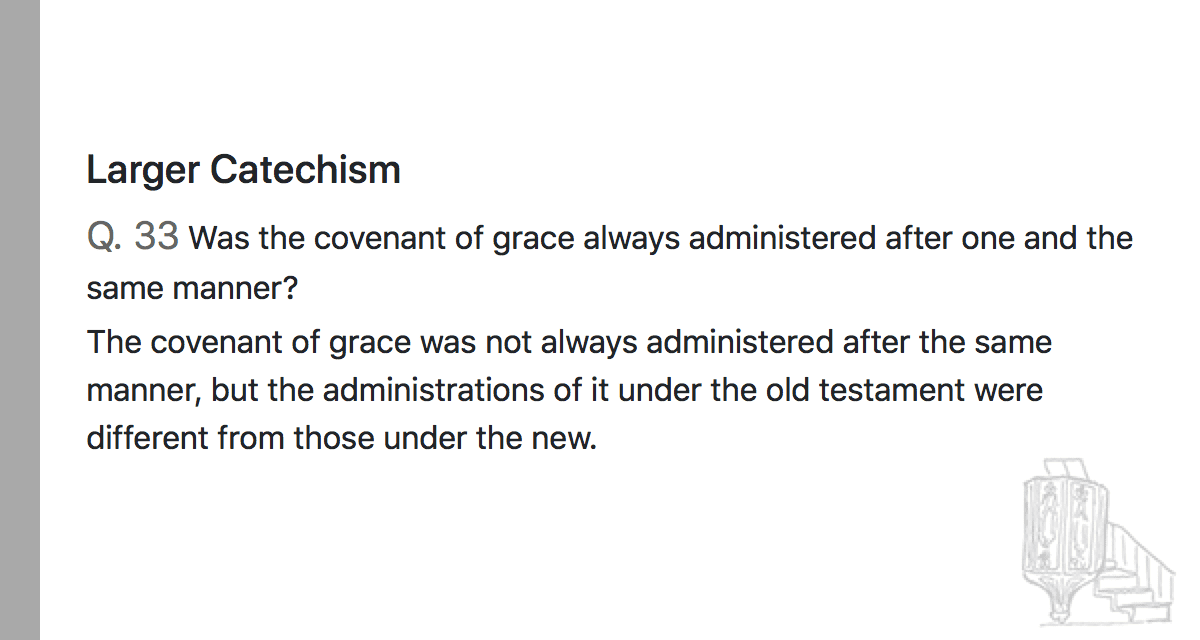 Larger Catechism
Q. 33 Was the covenant of grace always administered after one and the
same manner?
The covenant of grace was not always administered after the same
manner, but the administrations of it under the old testament were
different from those under the new.